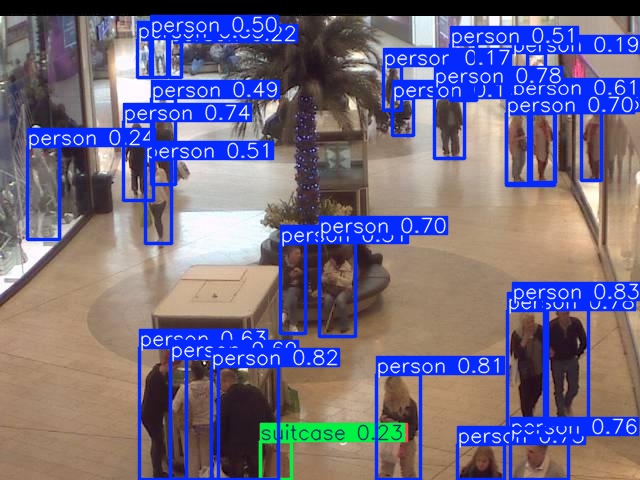 person 0.50
person 0.51
person 0.19
person 0.17
person 0.78
person 0.49
person 0.61
person 0.70
person 0.74
person 0.24
person 0.51
person 0.70
person 0.83
person 0.63
person 0.82
person 0.81
person 0.76
suitcase 0.23